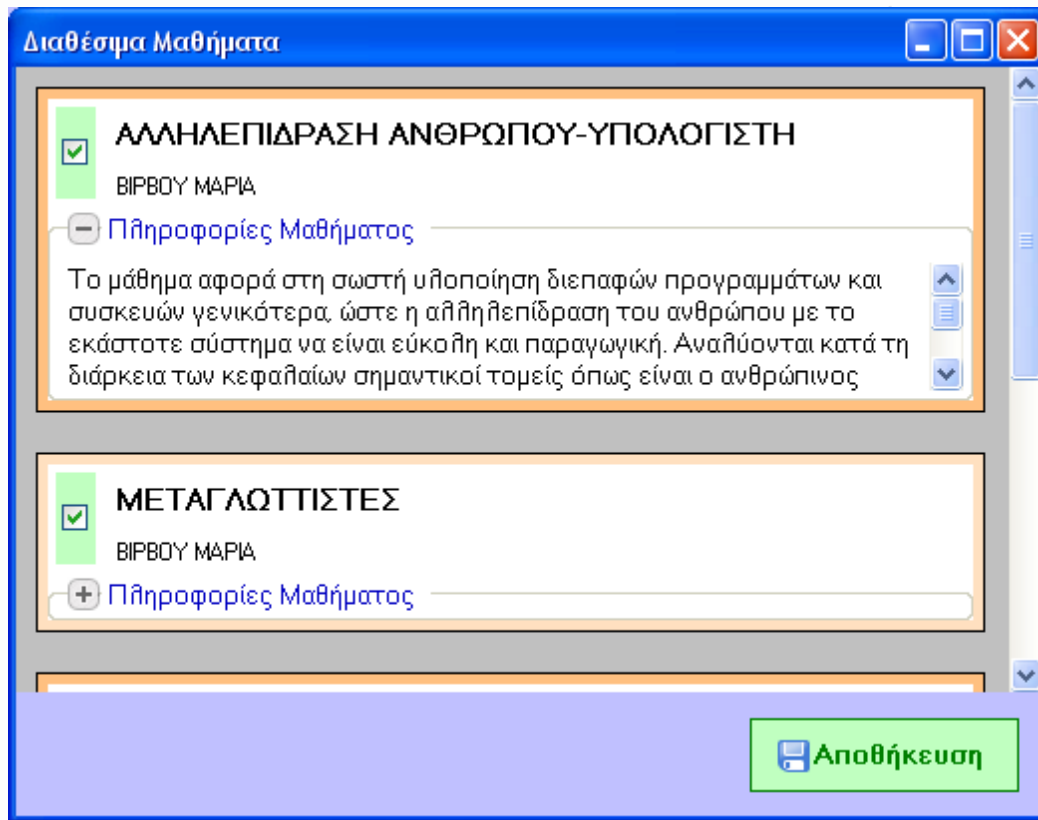 Διαθέσιμα Μαθήματα
ΑΛΛΗΛΕΠΙΔΡΑΣΗ ΑΝΘΡΩΠΟΥ-ΥΠΟΛΟΓΙΣΤΗ
ΒΙΡΒΟΥ ΜΑΡΙΑ
Πληροφορίες Μαθήματος
Το μάθημα αφορά στη σωστή υλοποίηση διεπαφών προγραμμάτων και
συσκευών γενικότερα, ώστε η αλληλεπίδραση του ανθρώπου με το
εκάστοτε σύστημα να είναι εύκολη και παραγωγική. Αναλύονται κατά τη
διάρκεια των κεφαλαίων σημαντικοί τομείς όπως είναι ο ανθρώπινος
ΜΕΤΑΓΛΩΤΤΙΣΤΕΣ
ΒΙΡΒΟΥ ΜΑΡΙΑ
Πληροφορίες Μαθήματος
Αποθήκευση